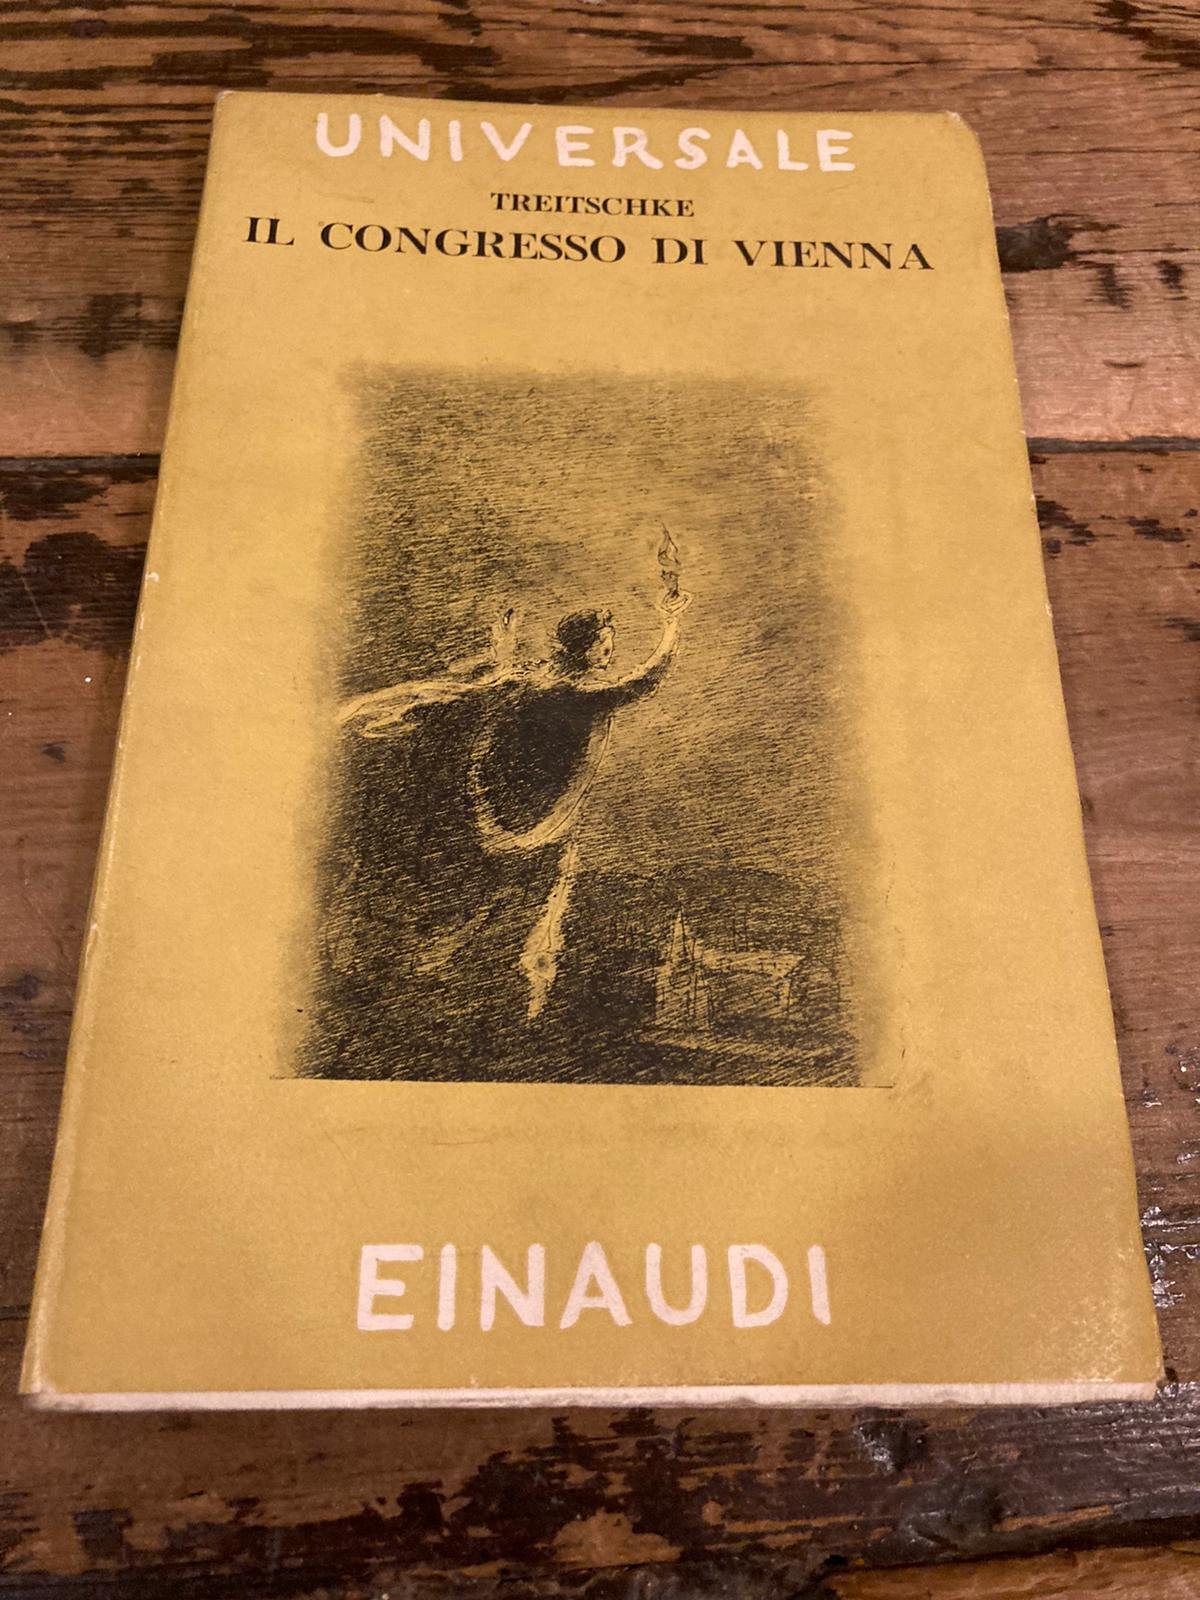 UNIVERSALE
TREITSCHKE
IL CONGRESSO DI VIENNA
EINAUDI